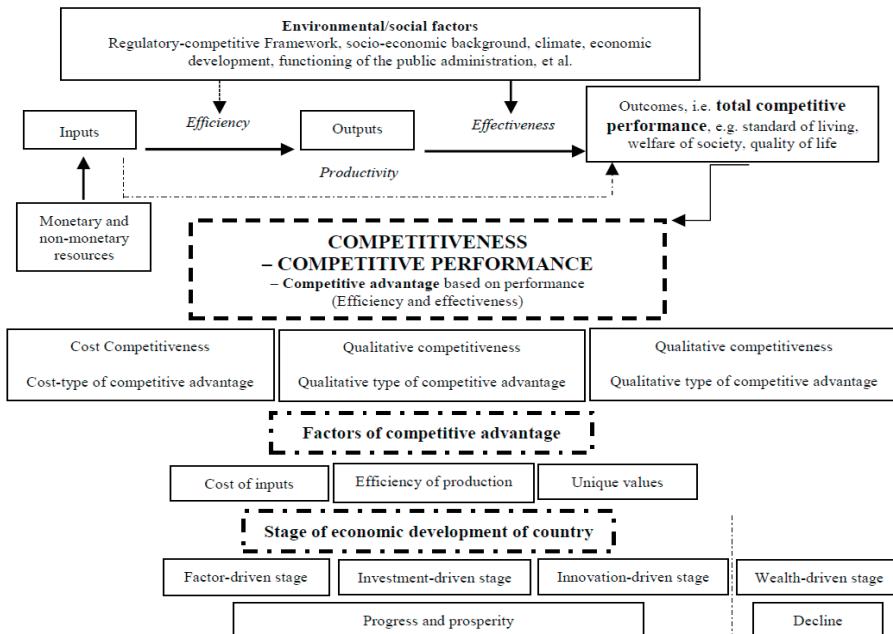 Environmental/social factors
Regulatory-competitive Framework, socio-economic background, climate, economic
development, functioning of the public administration, et al.
Inputs
Efficiency
Outputs
Effectiveness
Outcomes, i.e. total competitive
performance, e.g. standard of living,
welfare of society, quality of life
Productivity
Monetary and
non-monetary
resources
COMPETITIVENESS
– COMPETITIVE PERFORMANCE
– Competitive advantage based on performance
(Efficiency and effectiveness)
Cost Competitiveness
Cost-type of competitive advantage
Qualitative competitiveness
Qualitative type of competitive advantage
Qualitative competitiveness
Qualitative type of competitive advantage
Factors of competitive advantage
Cost of inputs
Efficiency of production
Unique values
Stage of economic development of country
Factor-driven stage
Investment-driven stage
Innovation-driven stage
Wealth-driven stage
Progress and prosperity
Decline